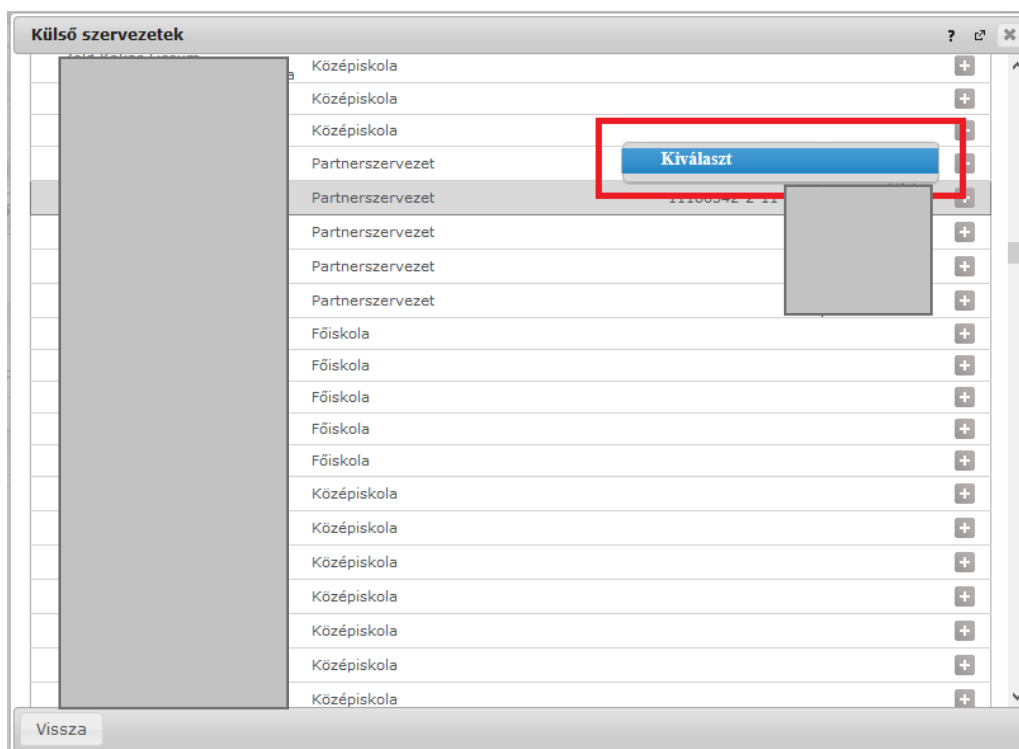 Külső szervezetek ?
Középiskola
Középiskola
Középiskola
Partnerszervezet Kiválaszt
Partnerszervezet
Partnerszervezet
Partnerszervezet
Partnerszervezet
Főiskola
Főiskola
Főiskola
Főiskola
Főiskola
Középiskola
Középiskola
Középiskola
Középiskola
Középiskola
Középiskola
Középiskola
Vissza